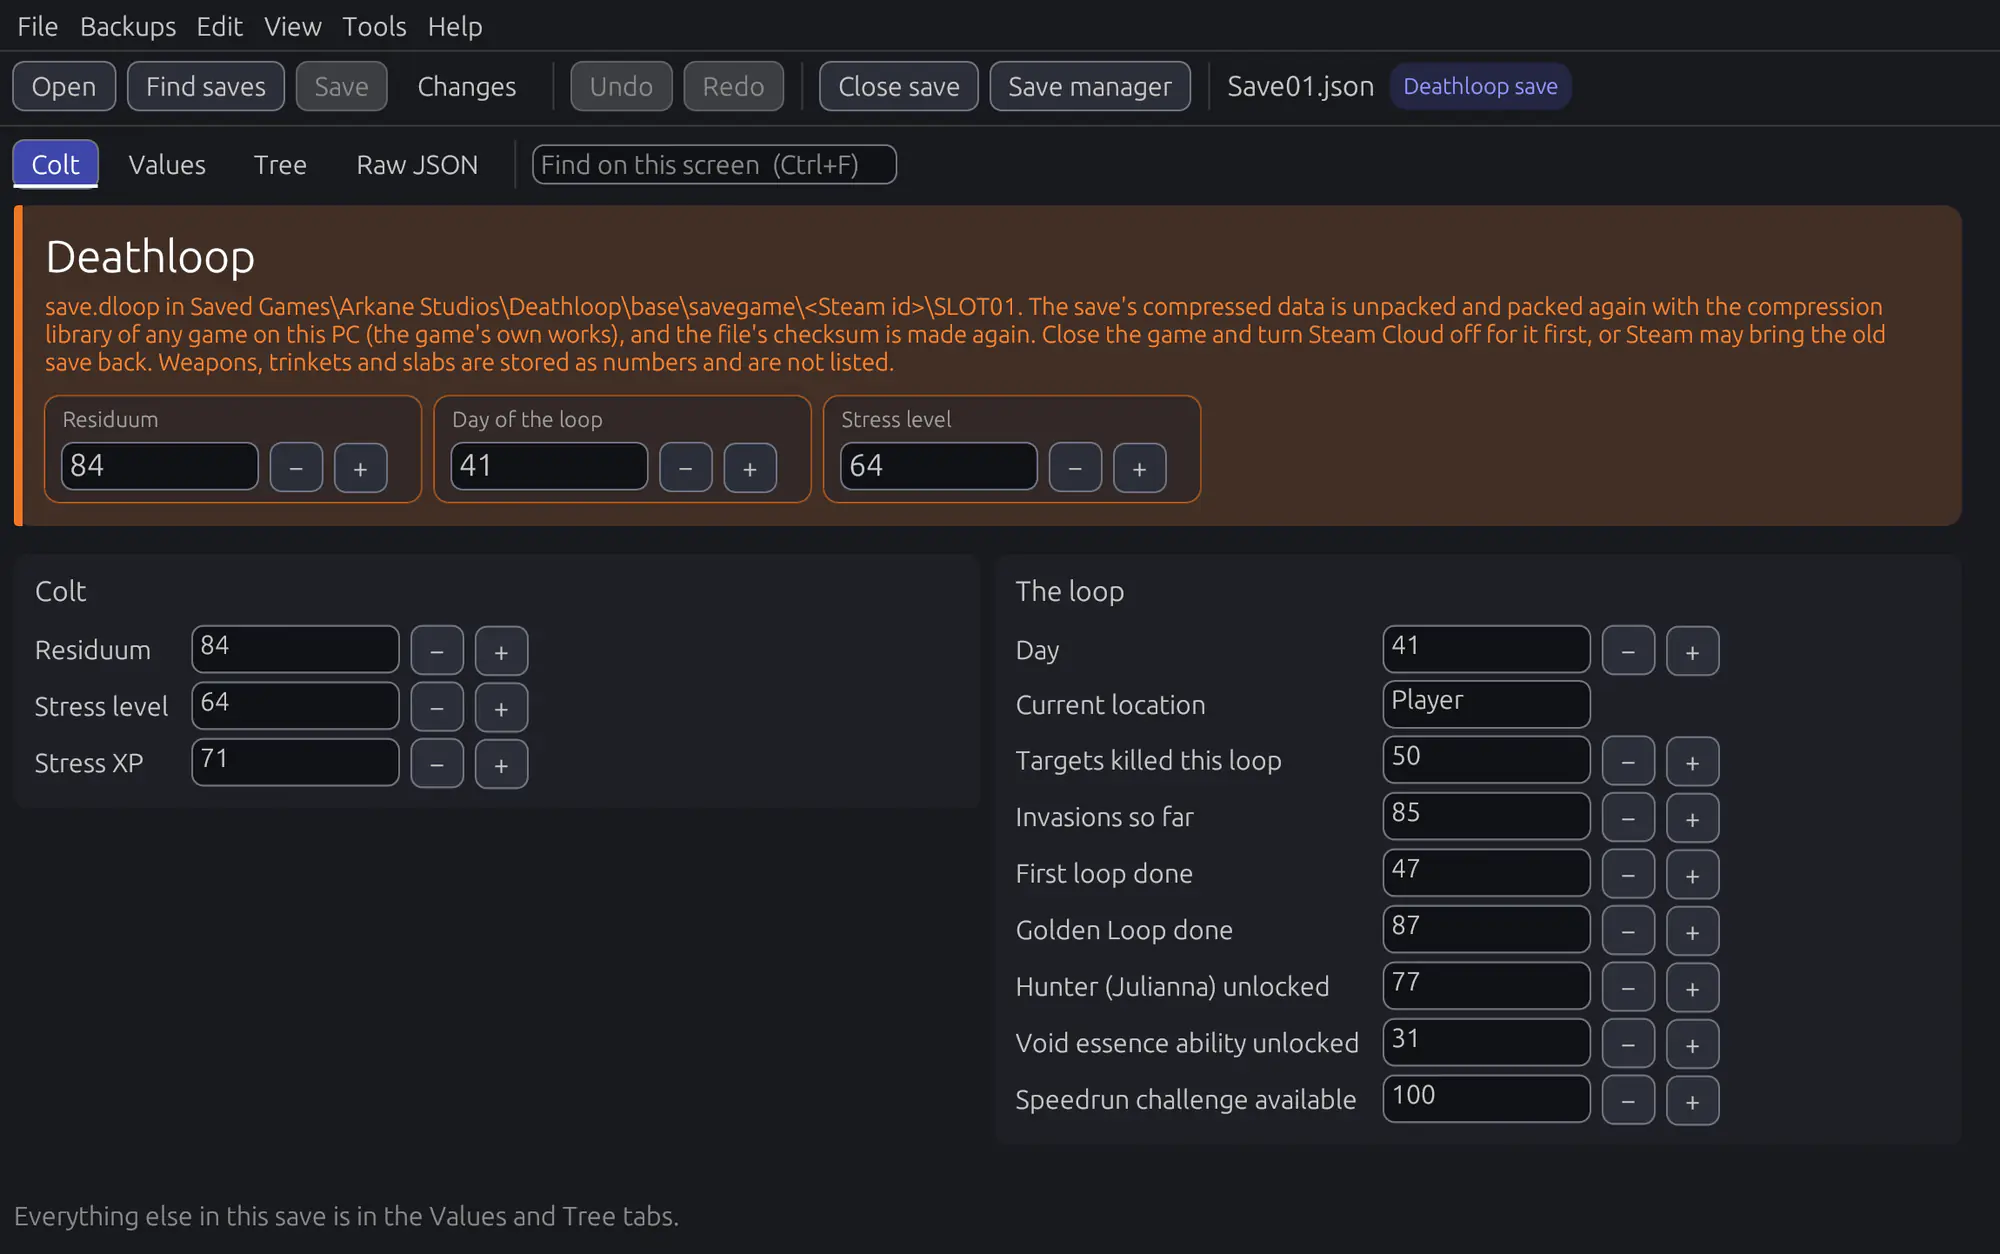 File Backups Edit View Tools Help
Open Find saves Save Changes Undo Redo Close save Save manager Save01.json Deathloop save
Colt Values Tree Raw JSON Find on this screen (Ctrl+F)
Deathloop
save.dloop in Saved Games\Arkane Studios\Deathloop\base\savegame\<Steam id>\SLOT01. The save's compressed data is unpacked and packed again with the compression
library of any game on this PC (the game's own works), and the file's checksum is made again. Close the game and turn Steam Cloud off for it first, or Steam may bring the old
save back. Weapons, trinkets and slabs are stored as numbers and are not listed.
Residuum Day of the loop Stress level
84 − + 41 − + 64 − +
Colt
Residuum 84 − +
Stress level 64 − +
Stress XP 71 − +
The loop
Day 41 − +
Current location Player
Targets killed this loop 50 − +
Invasions so far 85 − +
First loop done 47 − +
Golden Loop done 87 − +
Hunter (Julianna) unlocked 77 − +
Void essence ability unlocked 31 − +
Speedrun challenge available 100 − +
Everything else in this save is in the Values and Tree tabs.